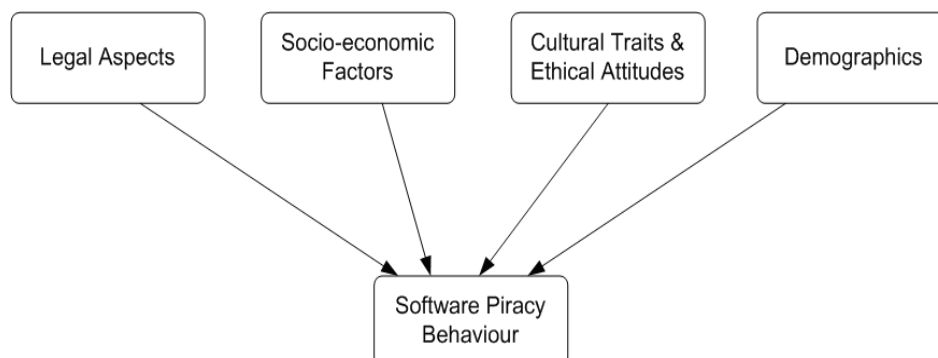 Legal Aspects
Socio-economic
Factors
Cultural Traits &
Ethical Attitudes
Demographics
Software Piracy
Behaviour